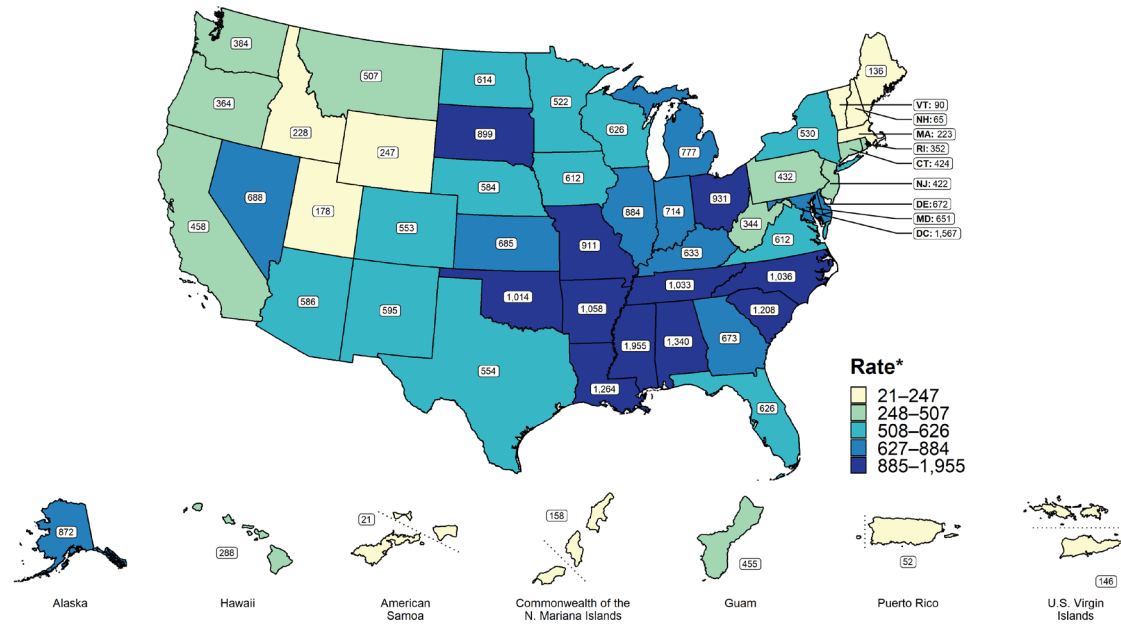 384
507
614
522
136
VT: 90
NH: 65
MA: 223
RI: 352
CT: 424
NJ: 422
DE: 672
MD: 651
DC: 1,567
364
228
247
899
626
777
530
688
178
584
612
432
458
553
685
884
714
931
344
612
911
633
586
595
1,014
1,058
1,033
1,036
1,208
554
1,955
1,340
673
1,264
626
Rate*
21–247
248–507
508–626
627–884
885–1,955
872
288
21
158
455
52
146
Alaska
Hawaii
American
Samoa
Commonwealth of the
N. Mariana Islands
Guam
Puerto Rico
U.S. Virgin
Islands